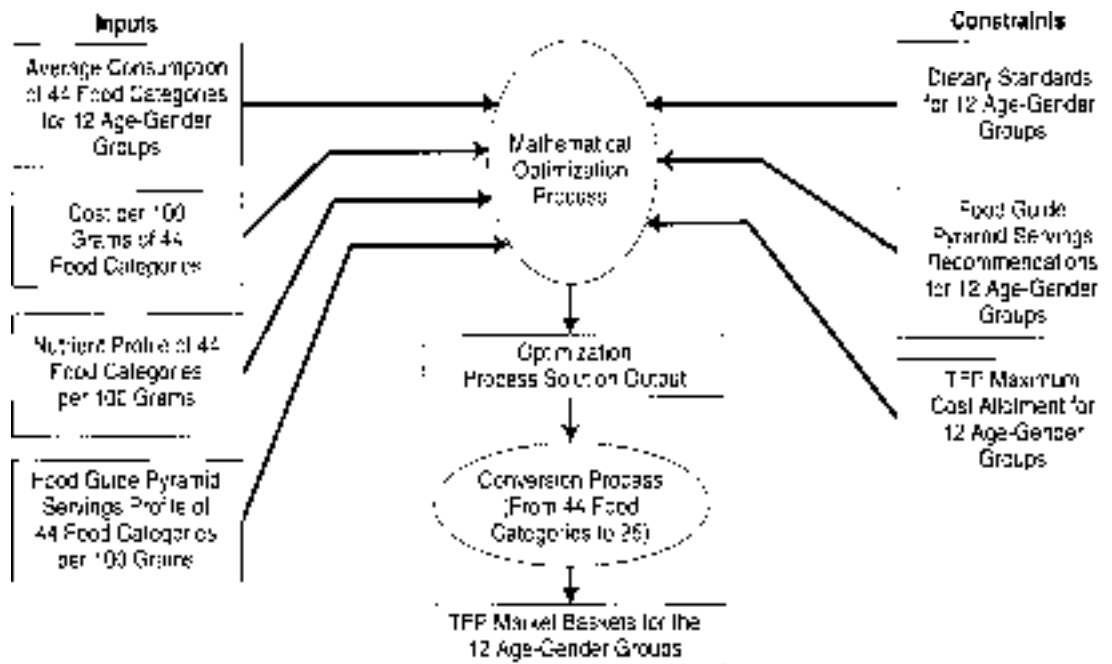 Inputs
Average Consumption
of 44 Food Categories
for 12 Age-Gender
Groups
Cost per 100
Grams of 44
Food Categories
Nutrient Profile of 44
Food Categories
per 100 Grams
Food Guide Pyramid
Servings Profile of
44 Food Categories
per 100 Grams
Mathematical
Optimization
Process
Optimization
Process Solution Output
Conversion Process
(From 44 Food
Categories to
TFP Market Baskets for the
12 Age-Gender Groups
Constraints
Dietary Standards
for 12 Age-Gender
Groups
Food Guide
Pyramid Servings
Recommendations
for 12 Age-Gender
Groups
TFP Maximum
Cost Allotment for
12 Age-Gender
Groups